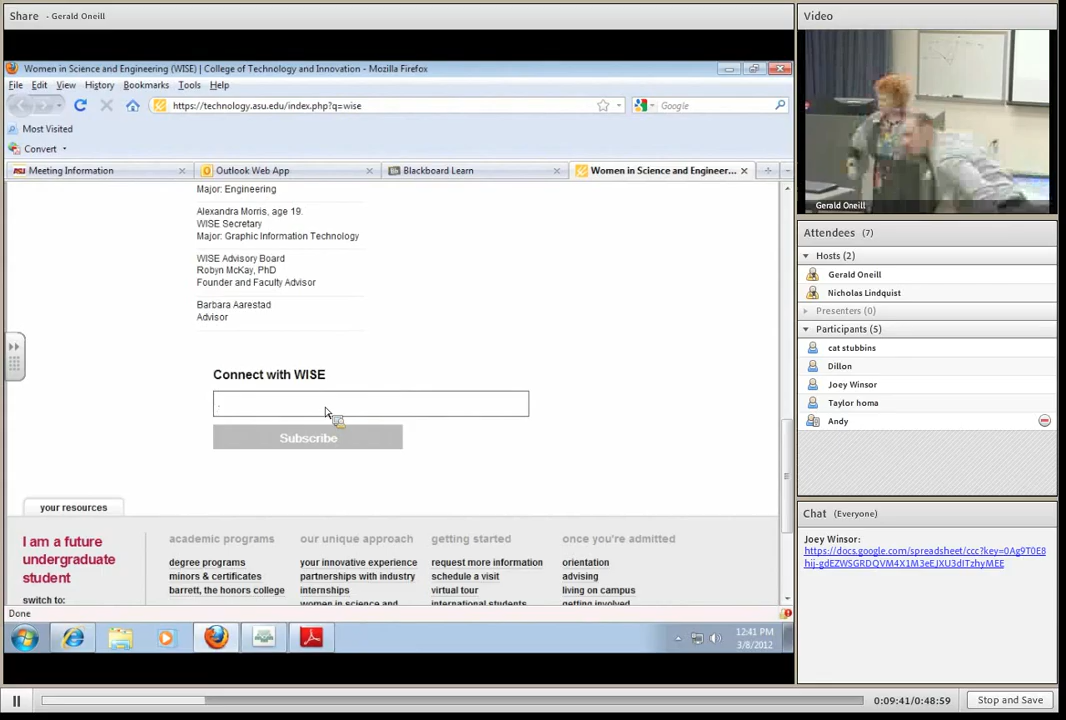 Share - Gerald Oneill
Video
Women in Science and Engineering (WISE) | College of Technology and Innovation - Mozilla Firefox
File Edit View History Bookmarks Tools Help
https://technology.asu.edu/index.php?q=wise
Google
Most Visited
Convert
Meeting Information
Outlook Web App
Blackboard Learn
Women in Science and Engineer...
Major: Engineering
Alexandra Morris, age 19.
WISE Secretary
Major: Graphic Information Technology
WISE Advisory Board
Robyn McKay, PhD
Founder and Faculty Advisor
Barbara Aarestad
Advisor
Connect with WISE
Subscribe
your resources
I am a future
undergraduate
student
switch to:
academic programs
degree programs
minors & certificates
barrett, the honors college
our unique approach
your innovative experience
partnerships with industry
internships
women in science and
getting started
request more information
schedule a visit
virtual tour
international students
once you're admitted
orientation
advising
living on campus
getting involved
Done
12:41 PM
3/8/2012
Gerald Oneill
Attendees (7)
Hosts (2)
Gerald Oneill
Nicholas Lindquist
Presenters (0)
Participants (5)
cat stubbins
Dillon
Joey Winsor
Taylor homa
Andy
Chat (Everyone)
Joey Winsor:
https://docs.google.com/spreadsheet/ccc?key=0Ag9T0E8
hij-gdEZWSGRDQVM4X1M3eEJXU3dITzhyMEE
0:09:41/0:48:59
Stop and Save